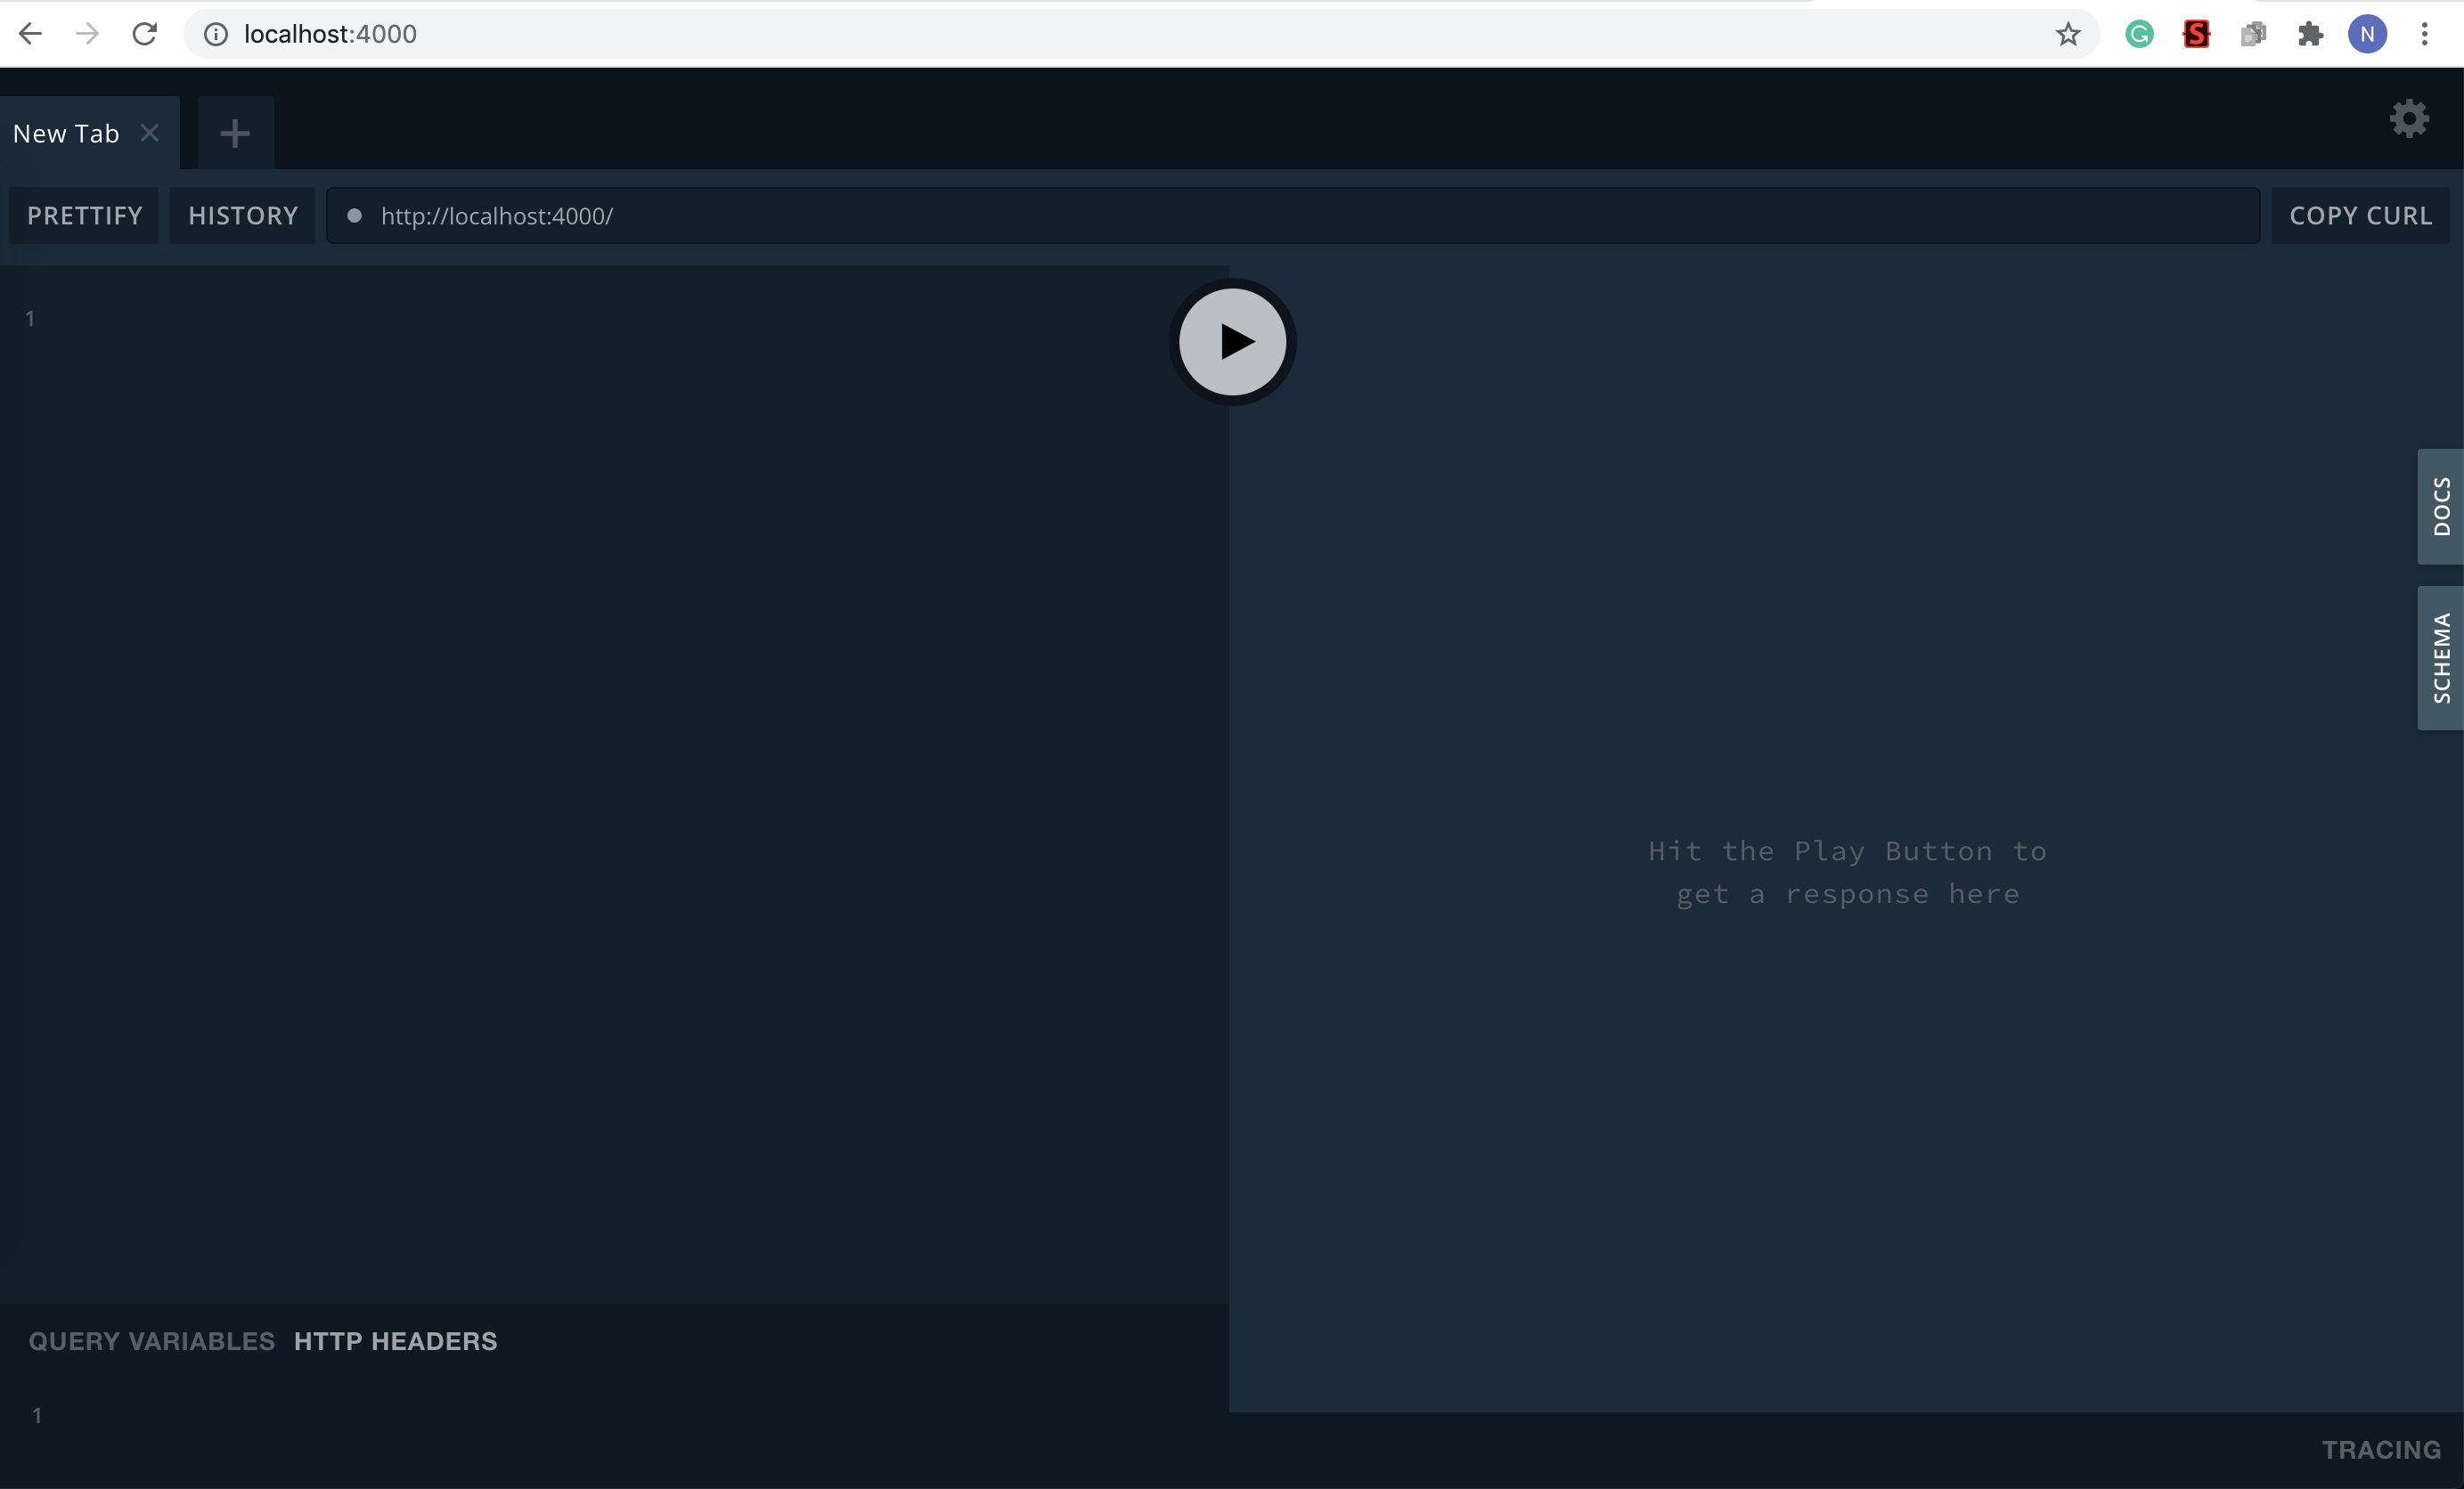 localhost:4000
N
New Tab
PRETTIFY HISTORY http://localhost:4000/ COPY CURL
1
DOCS
SCHEMA
Hit the Play Button to
get a response here
QUERY VARIABLES HTTP HEADERS
1
TRACING